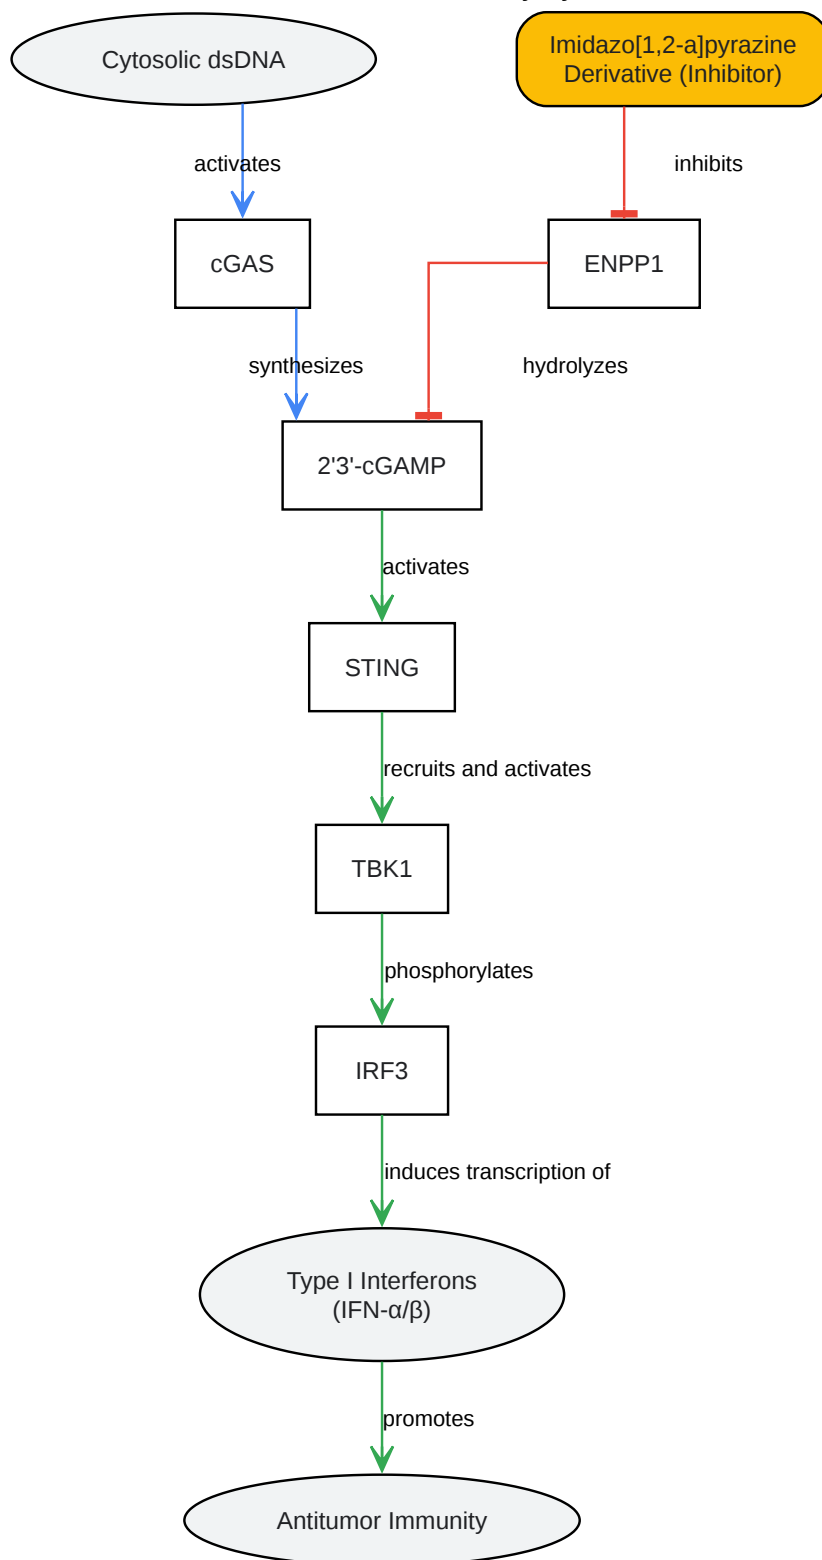 Cytosolic dsDNA
Imidazo[1,2-a]pyrazine
Derivative (Inhibitor)
activates
inhibits
cGAS
ENPP1
synthesizes
hydrolyzes
2'3'-cGAMP
activates
STING
recruits and activates
TBK1
phosphorylates
IRF3
induces transcription of
Type I Interferons
(IFN-α/β)
promotes
Antitumor Immunity